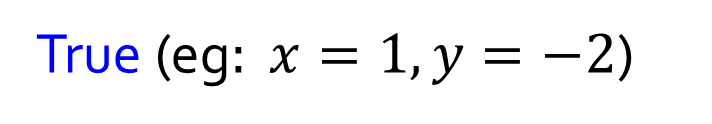 True (eg: x = 1, y = −2)